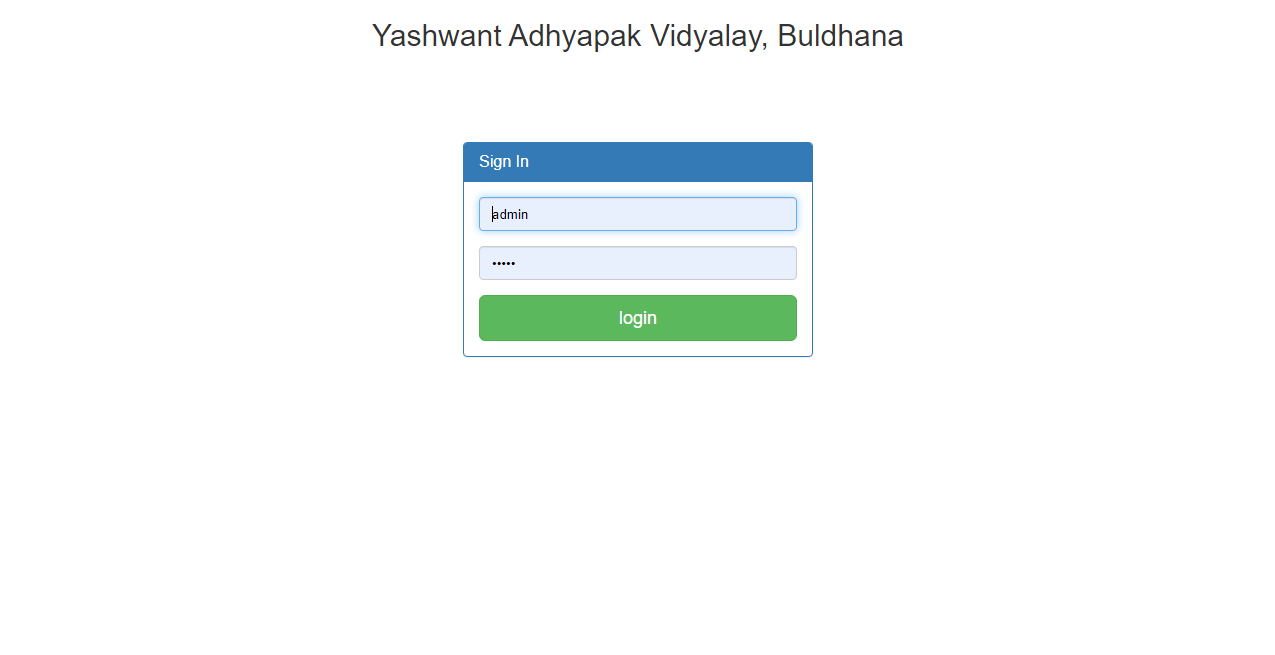 Yashwant Adhyapak Vidyalay, Buldhana
Sign In
admin
•••••
login